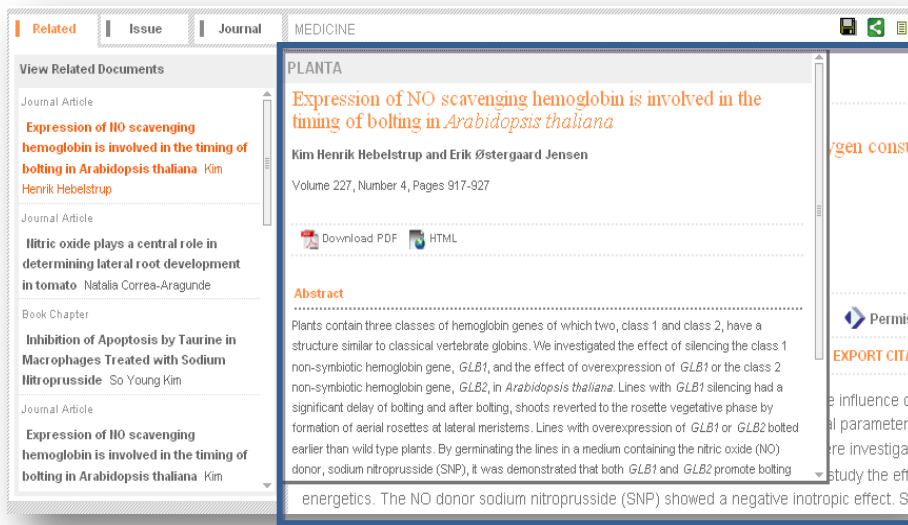 Related
Issue
Journal
MEDICINE
View Related Documents
Journal Article
Expression of NO scavenging
hemoglobin is involved in the timing of
bolting in Arabidopsis thaliana Kim
Henrik Hebelstrup
Journal Article
Nitric oxide plays a central role in
determining lateral root development
in tomato Natalia Correa-Aragunde
Book Chapter
Inhibition of Apoptosis by Taurine in
Macrophages Treated with Sodium
Nitroprusside So Young Kim
Journal Article
Expression of NO scavenging
hemoglobin is involved in the timing of
bolting in Arabidopsis thaliana Kim
PLANTA
Expression of NO scavenging hemoglobin is involved in the
timing of bolting in Arabidopsis thaliana
Kim Henrik Hebelstrup and Erik Østergaard Jensen
Volume 227, Number 4, Pages 917-927
Download PDF HTML
Abstract
Plants contain three classes of hemoglobin genes of which two, class 1 and class 2, have a
structure similar to classical vertebrate globins. We investigated the effect of silencing the class 1
non-symbiotic hemoglobin gene, GLB1, and the effect of overexpression of GLB1 or the class 2
non-symbiotic hemoglobin gene, GLB2, in Arabidopsis thaliana. Lines with GLB1 silencing had a
significant delay of bolting and after bolting, shoots reverted to the rosette vegetative phase by
formation of aerial rosettes at lateral meristems. Lines with overexpression of GLB1 or GLB2 bolted
earlier than wild type plants. By germinating the lines in a medium containing the nitric oxide (NO)
donor, sodium nitroprusside (SNP), it was demonstrated that both GLB1 and GLB2 promote bolting
ygen consu
Permis
EXPORT CITA
influence o
al parameter
re investiga
study the eff
energetics. The NO donor sodium nitroprusside (SNP) showed a negative inotropic effect. S